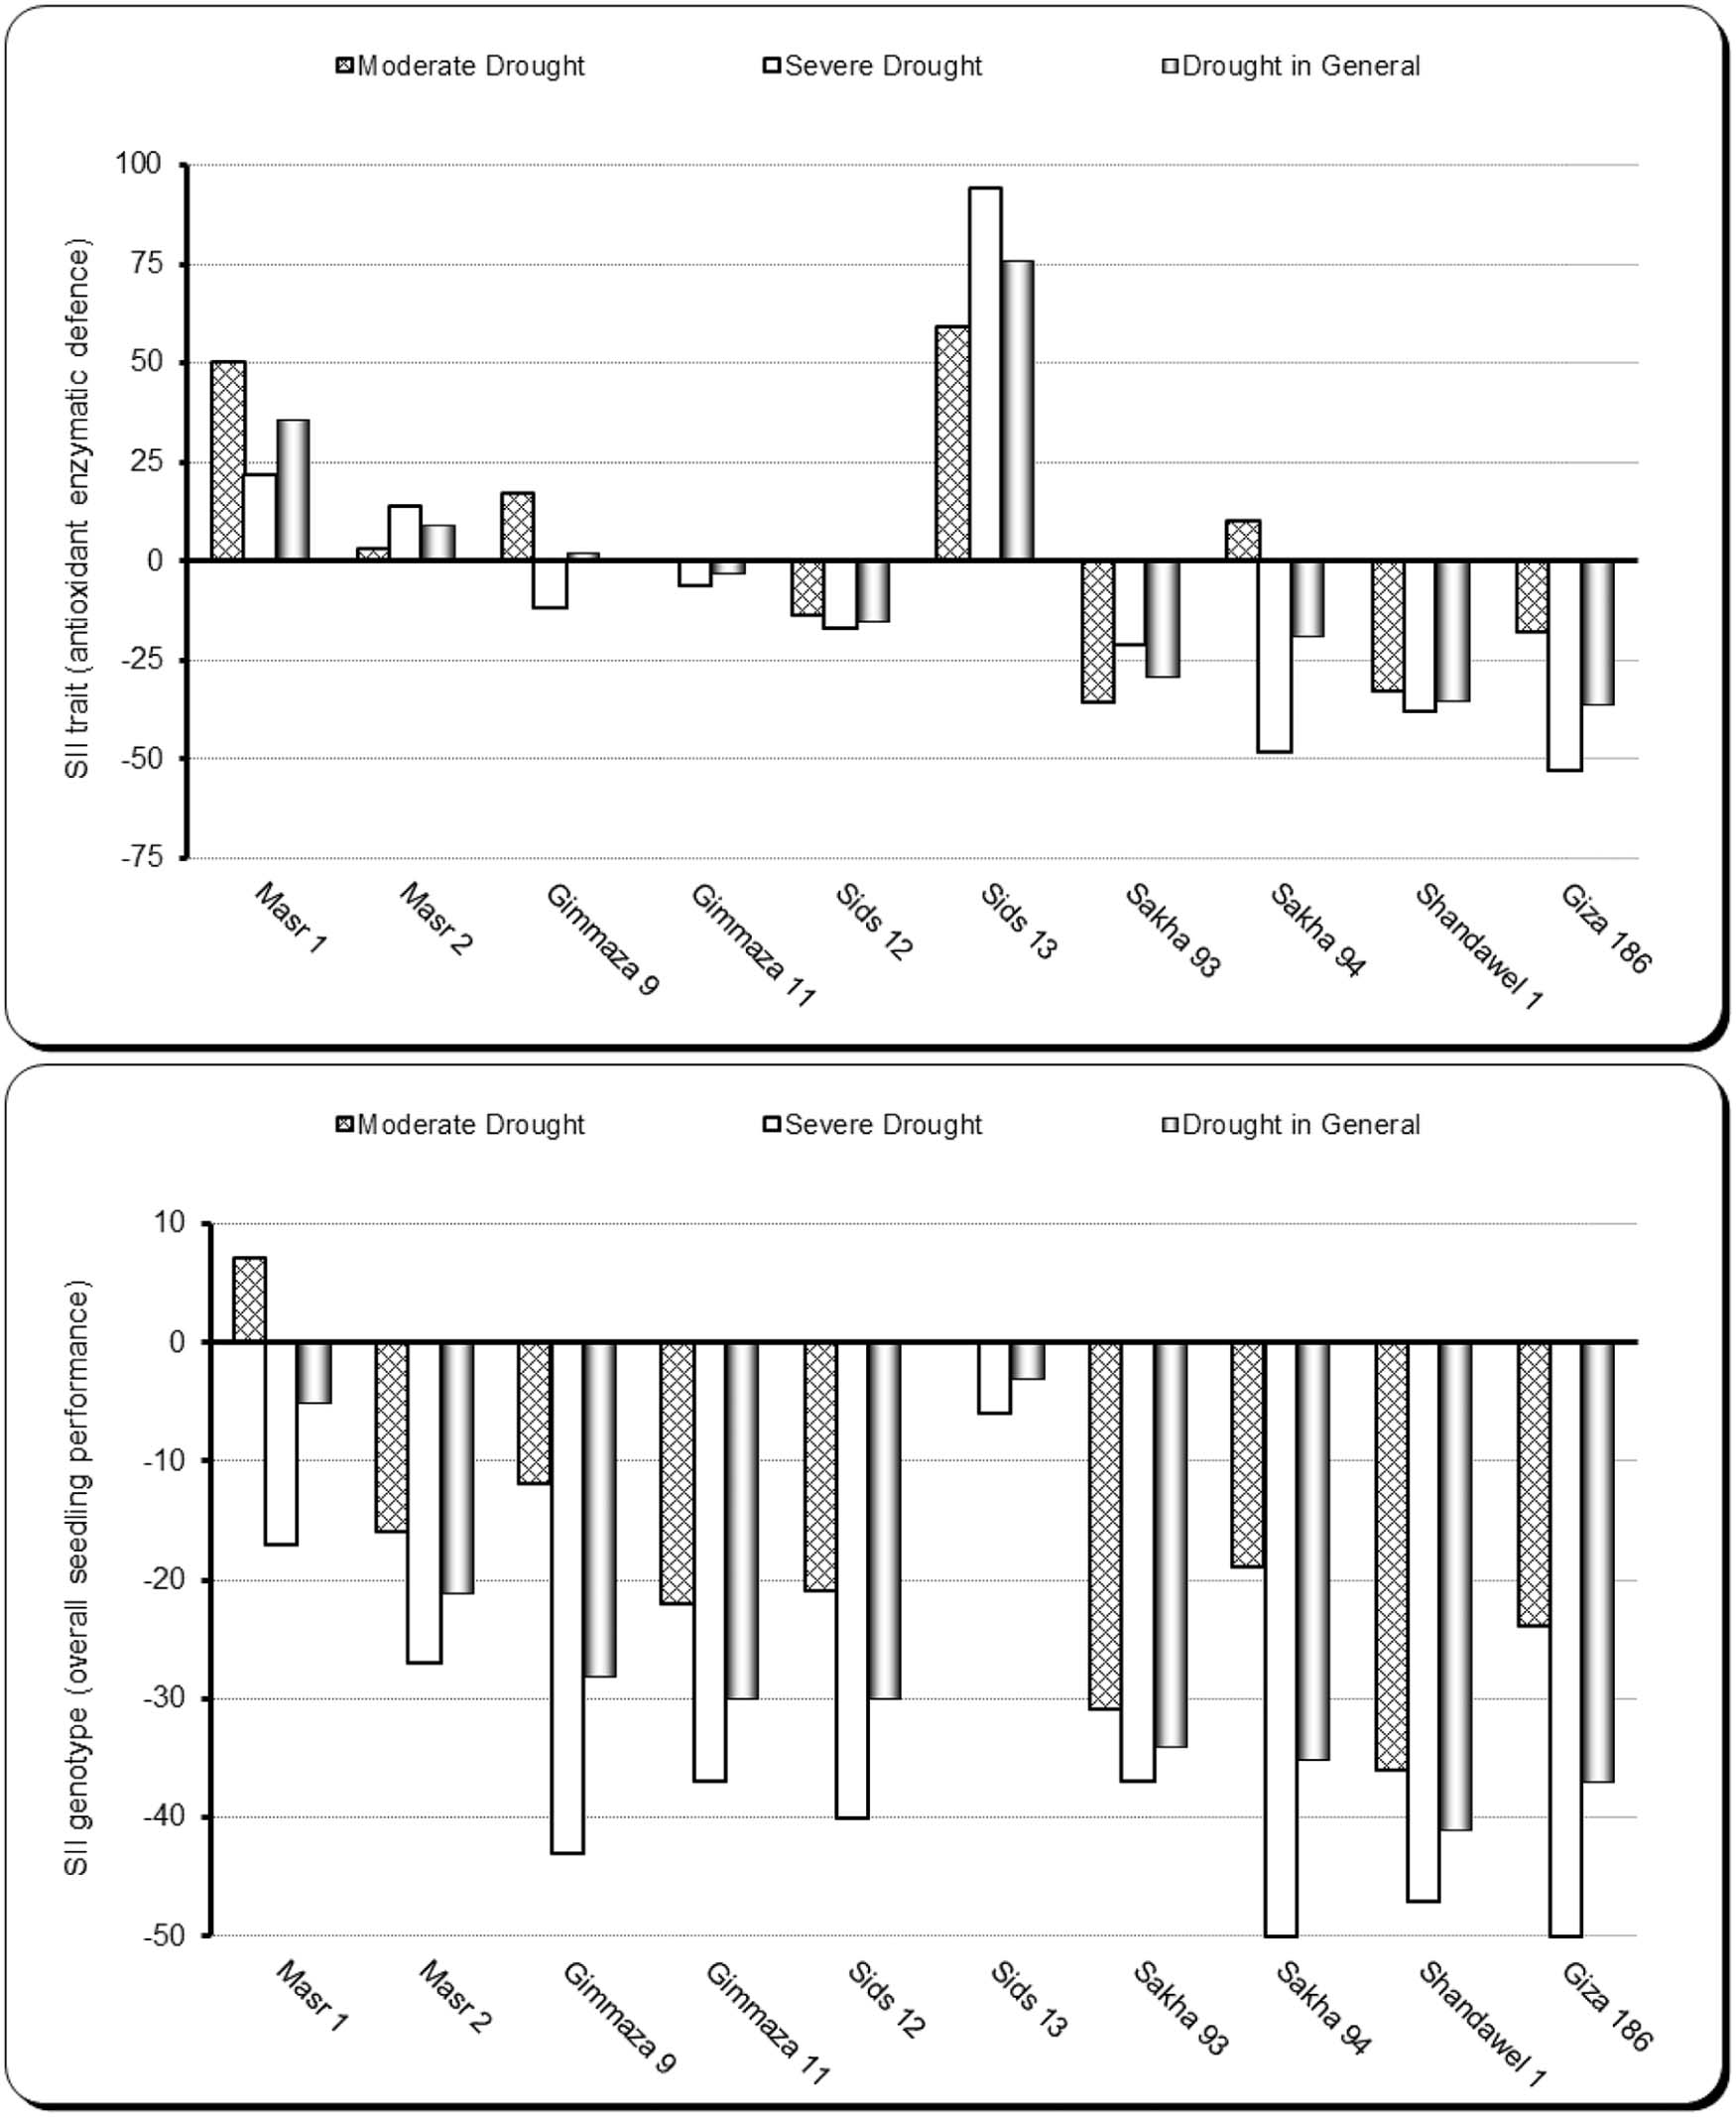 Moderate Drought Severe Drought Drought in General
100
75
50
25
0
-25
-50
-75
SII trait (antioxidant enzymatic defence)
Masr 1 Masr 2 Gimmaza 9 Gimmaza 11 Sids 12 Sids 13 Sakha 93 Sakha 94 Shandawel 1 Giza 186
Moderate Drought Severe Drought Drought in General
10
0
-10
-20
-30
-40
-50
SII genotype (overall seedling performance)
Masr 1 Masr 2 Gimmaza 9 Gimmaza 11 Sids 12 Sids 13 Sakha 93 Sakha 94 Shandawel 1 Giza 186